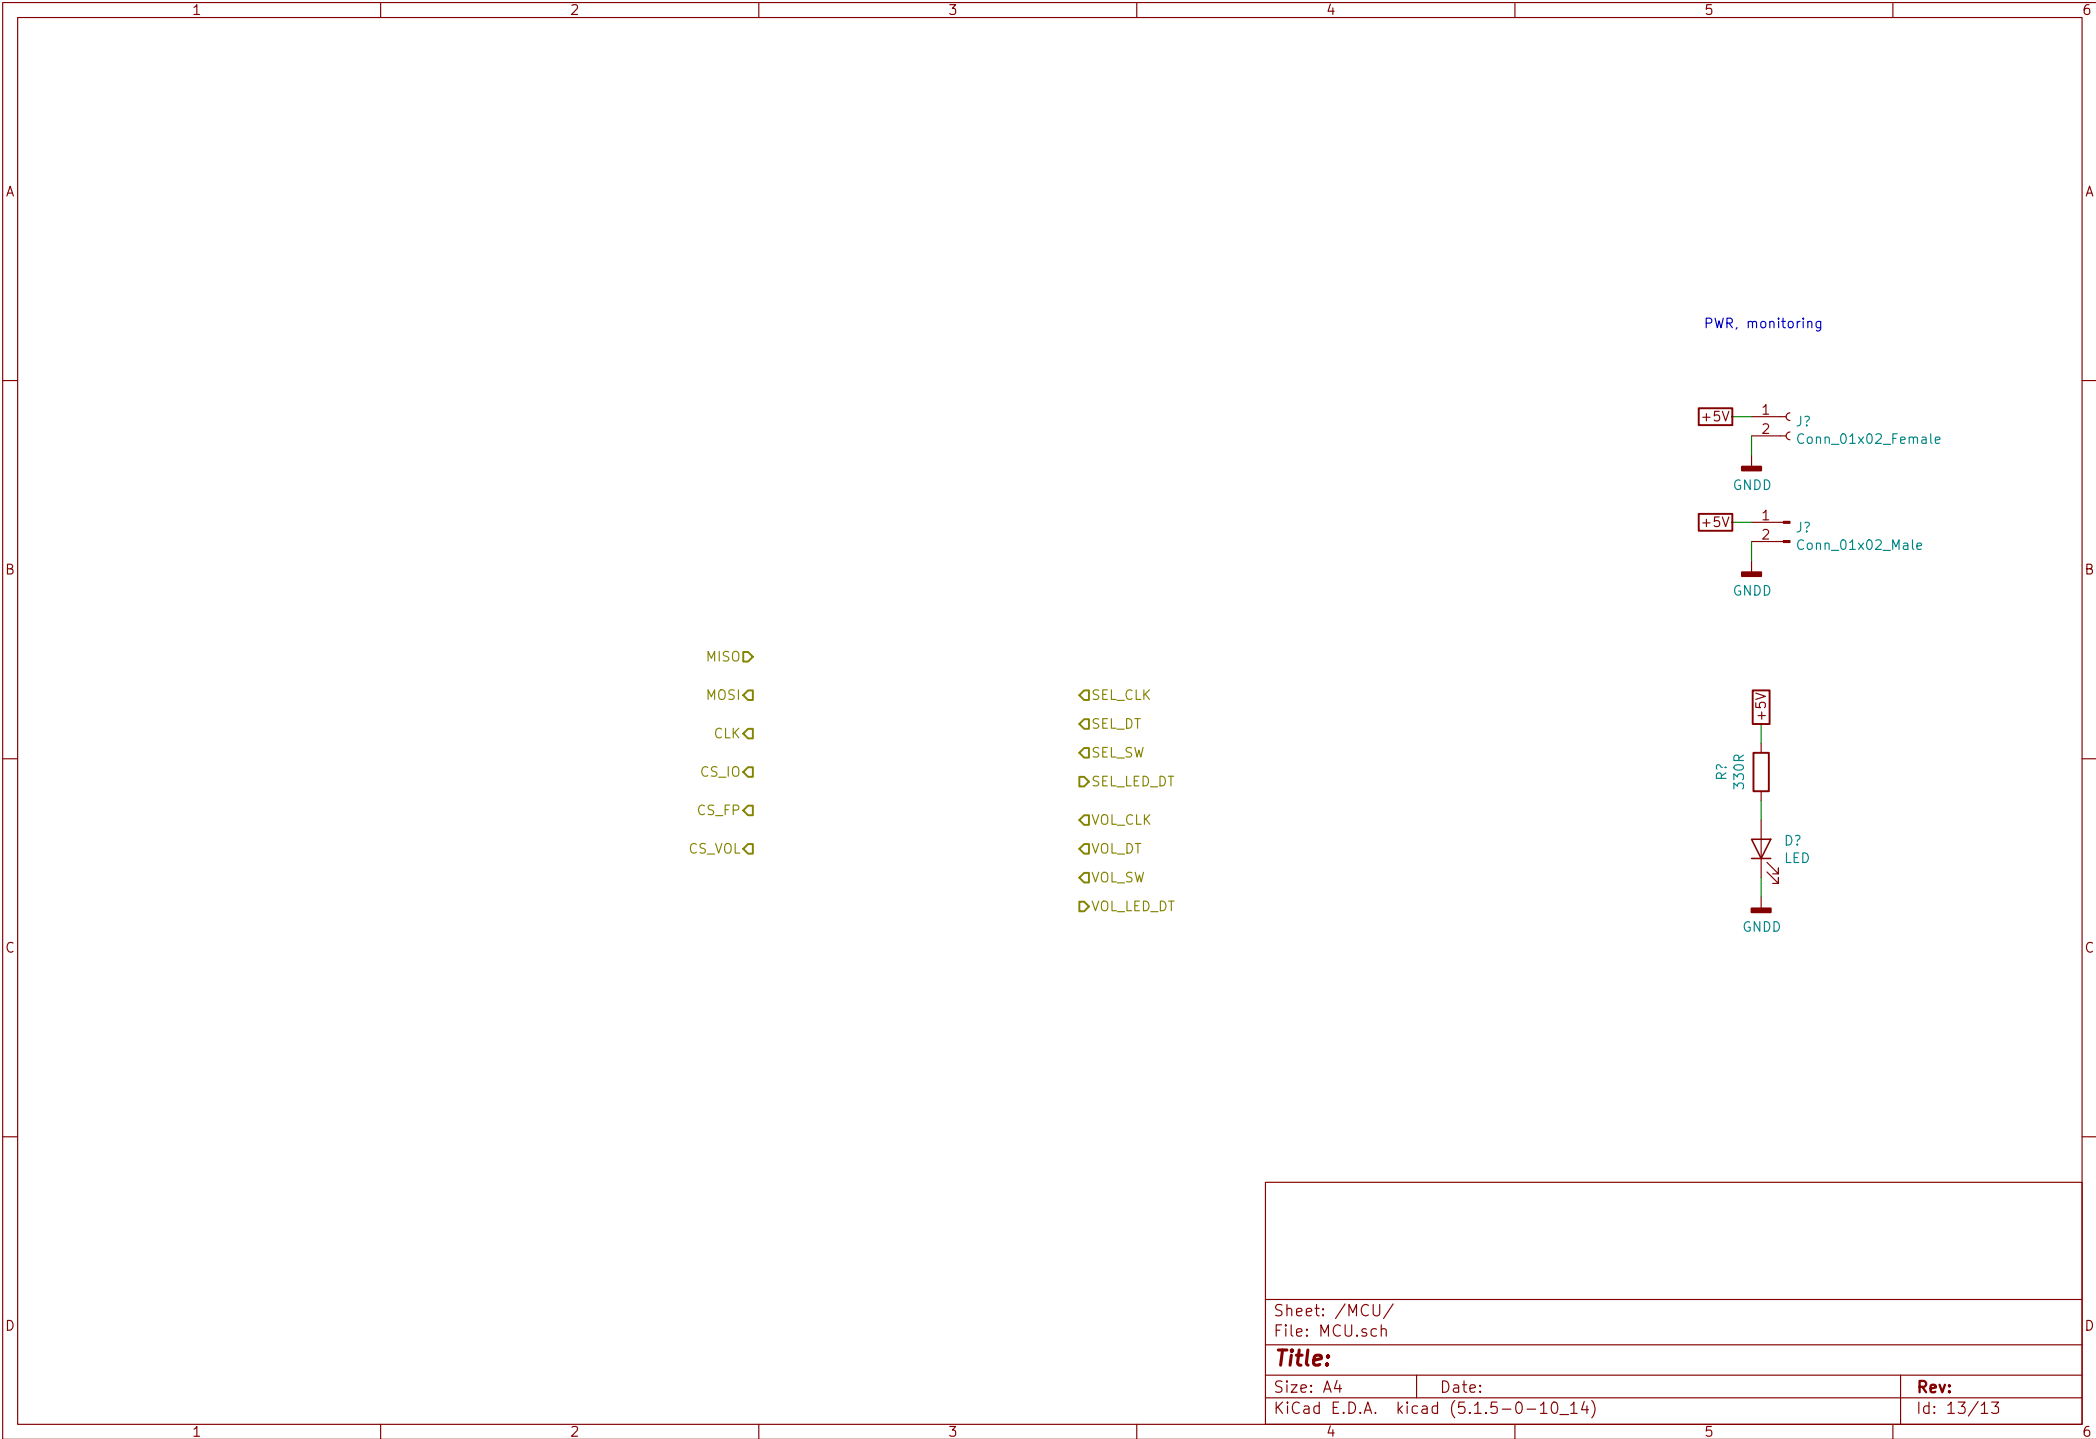 1 2 3 4 5 6
A A
PWR, monitoring
+5V 1 J?
2 Conn_01x02_Female
GNDD
+5V 1 J?
2 Conn_01x02_Male
GNDD
B B
MISO
MOSI
CLK
CS_IO
CS_FP
CS_VOL
SEL_CLK
SEL_DT
SEL_SW
SEL_LED_DT
VOL_CLK
VOL_DT
VOL_SW
VOL_LED_DT
+5V
R?
330R
D?
LED
GNDD
C C
Sheet: /MCU/
File: MCU.sch
D D
Title:
Size: A4 Date: Rev:
KiCad E.D.A. kicad (5.1.5-0-10_14) Id: 13/13
1 2 3 4 5 6